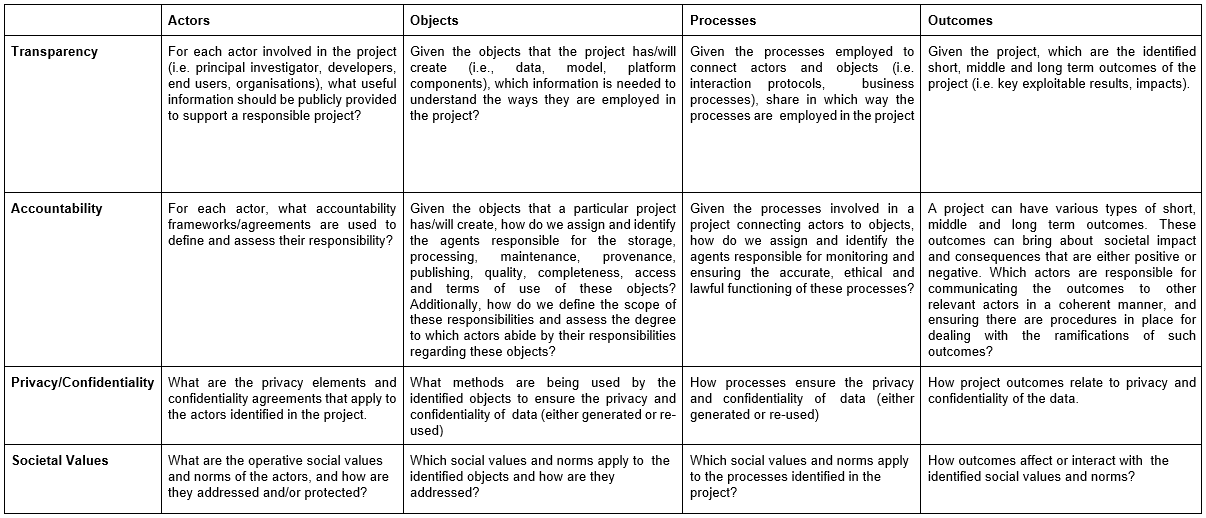 Actors
Objects
Processes
Outcomes
Transparency
For each actor involved in the project
(i.e. principal investigator, developers,
end users, organisations), what useful
information should be publicly provided
to support a responsible project?
Given the objects that the project has/will
create (i.e., data, model, platform
components), which information is needed to
understand the ways they are employed in
the project?
Given the processes employed to
connect actors and objects (i.e.
interaction protocols, business
processes), share in which way the
processes are employed in the project
Given the project, which are the identified
short, middle and long term outcomes of the
project (i.e. key exploitable results, impacts).
Accountability
For each actor, what accountability
frameworks/agreements are used to
define and assess their responsibility?
Given the objects that a particular project
has/will create, how do we assign and identify
the agents responsible for the storage,
processing, maintenance, provenance,
publishing, quality, completeness, access
and terms of use of these objects?
Additionally, how do we define the scope of
these responsibilities and assess the degree
to which actors abide by their responsibilities
regarding these objects?
Given the processes involved in a
project connecting actors to objects,
how do we assign and identify the
agents responsible for monitoring and
ensuring the accurate, ethical and
lawful functioning of these processes?
A project can have various types of short,
middle and long term outcomes. These
outcomes can bring about societal impact
and consequences that are either positive or
negative. Which actors are responsible for
communicating the outcomes to other
relevant actors in a coherent manner, and
ensuring there are procedures in place for
dealing with the ramifications of such
outcomes?
Privacy/Confidentiality
What are the privacy elements and
confidentiality agreements that apply to
the actors identified in the project.
What methods are being used by the
identified objects to ensure the privacy and
confidentiality of data (either generated or re-
used)
How processes ensure the privacy
and confidentiality of data (either
generated or re-used)
How project outcomes relate to privacy and
confidentiality of the data.
Societal Values
What are the operative social values
and norms of the actors, and how are
they addressed and/or protected?
Which social values and norms apply to the
identified objects and how are they
addressed?
Which social values and norms apply
to the processes identified in the
project?
How outcomes affect or interact with the
identified social values and norms?